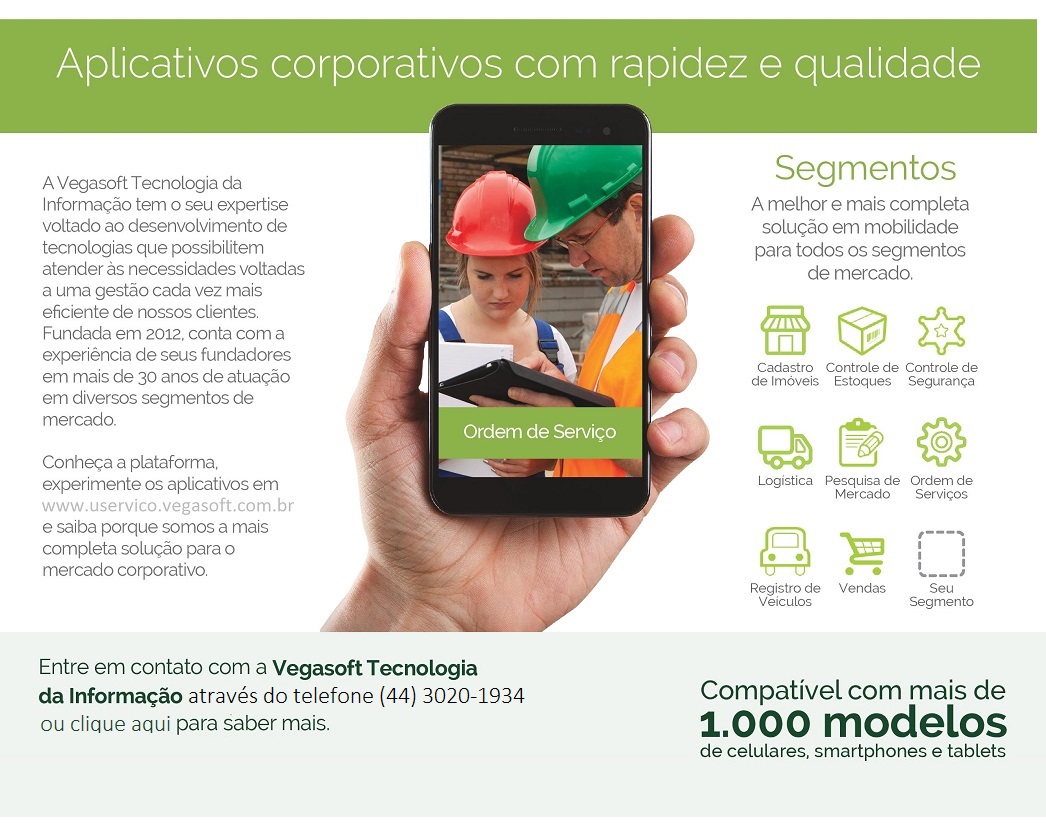 Aplicativos corporativos com rapidez e qualidade
A Vegasoft Tecnologia da
Informação tem o seu expertise
voltado ao desenvolvimento de
tecnologias que possibilitem
atender às necessidades voltadas
a uma gestão cada vez mais
eficiente de nossos clientes.
Fundada em 2012, conta com a
experiência de seus fundadores
em mais de 30 anos de atuação
em diversos segmentos de
mercado.
Conheça a plataforma,
experimente os aplicativos em
www.uservico.vegasoft.com.br
e saiba porque somos a mais
completa solução para o
mercado corporativo.
Ordem de Serviço
Segmentos
A melhor e mais completa
solução em mobilidade
para todos os segmentos
de mercado.
Cadastro
de Imóveis
Controle de
Estoques
Controle de
Segurança
Logística
Pesquisa de
Mercado
Ordem de
Serviços
Registro de
Veículos
Vendas
Seu
Segmento
Entre em contato com a Vegasoft Tecnologia
da Informação através do telefone (44) 3020-1934
ou clique aqui para saber mais.
Compatível com mais de
1.000 modelos
de celulares, smartphones e tablets